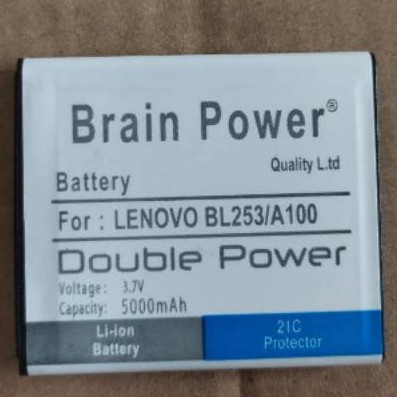 Brain Power®
Quality L.td
Battery
For : LENOVO BL253/A100
Double Power
Voltage: 3.7V
Capacity: 5000mAh
Li-ion
Battery
2IC
Protector